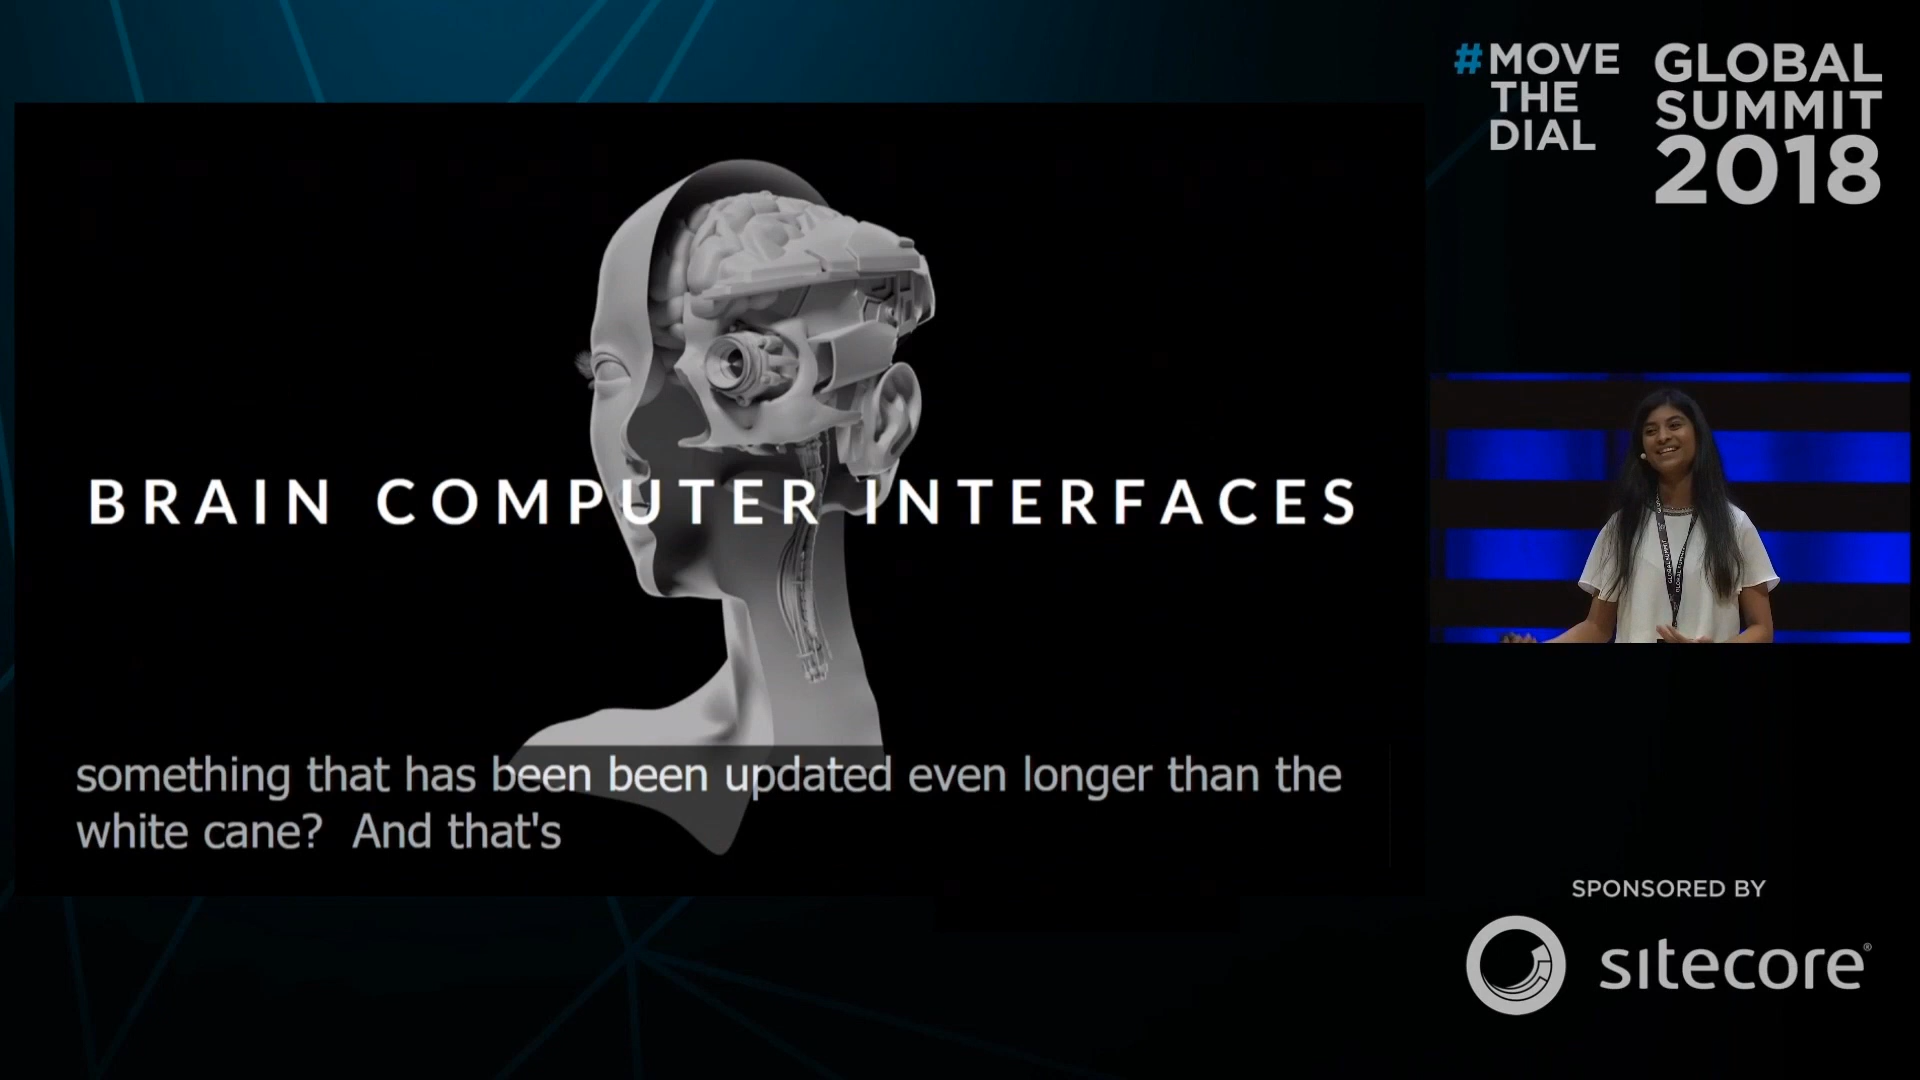 #MOVE
THE
DIAL
GLOBAL
SUMMIT
2018
BRAIN COMPUTER INTERFACES
something that has been been updated even longer than the
white cane?  And that's
SPONSORED BY
sitecore®